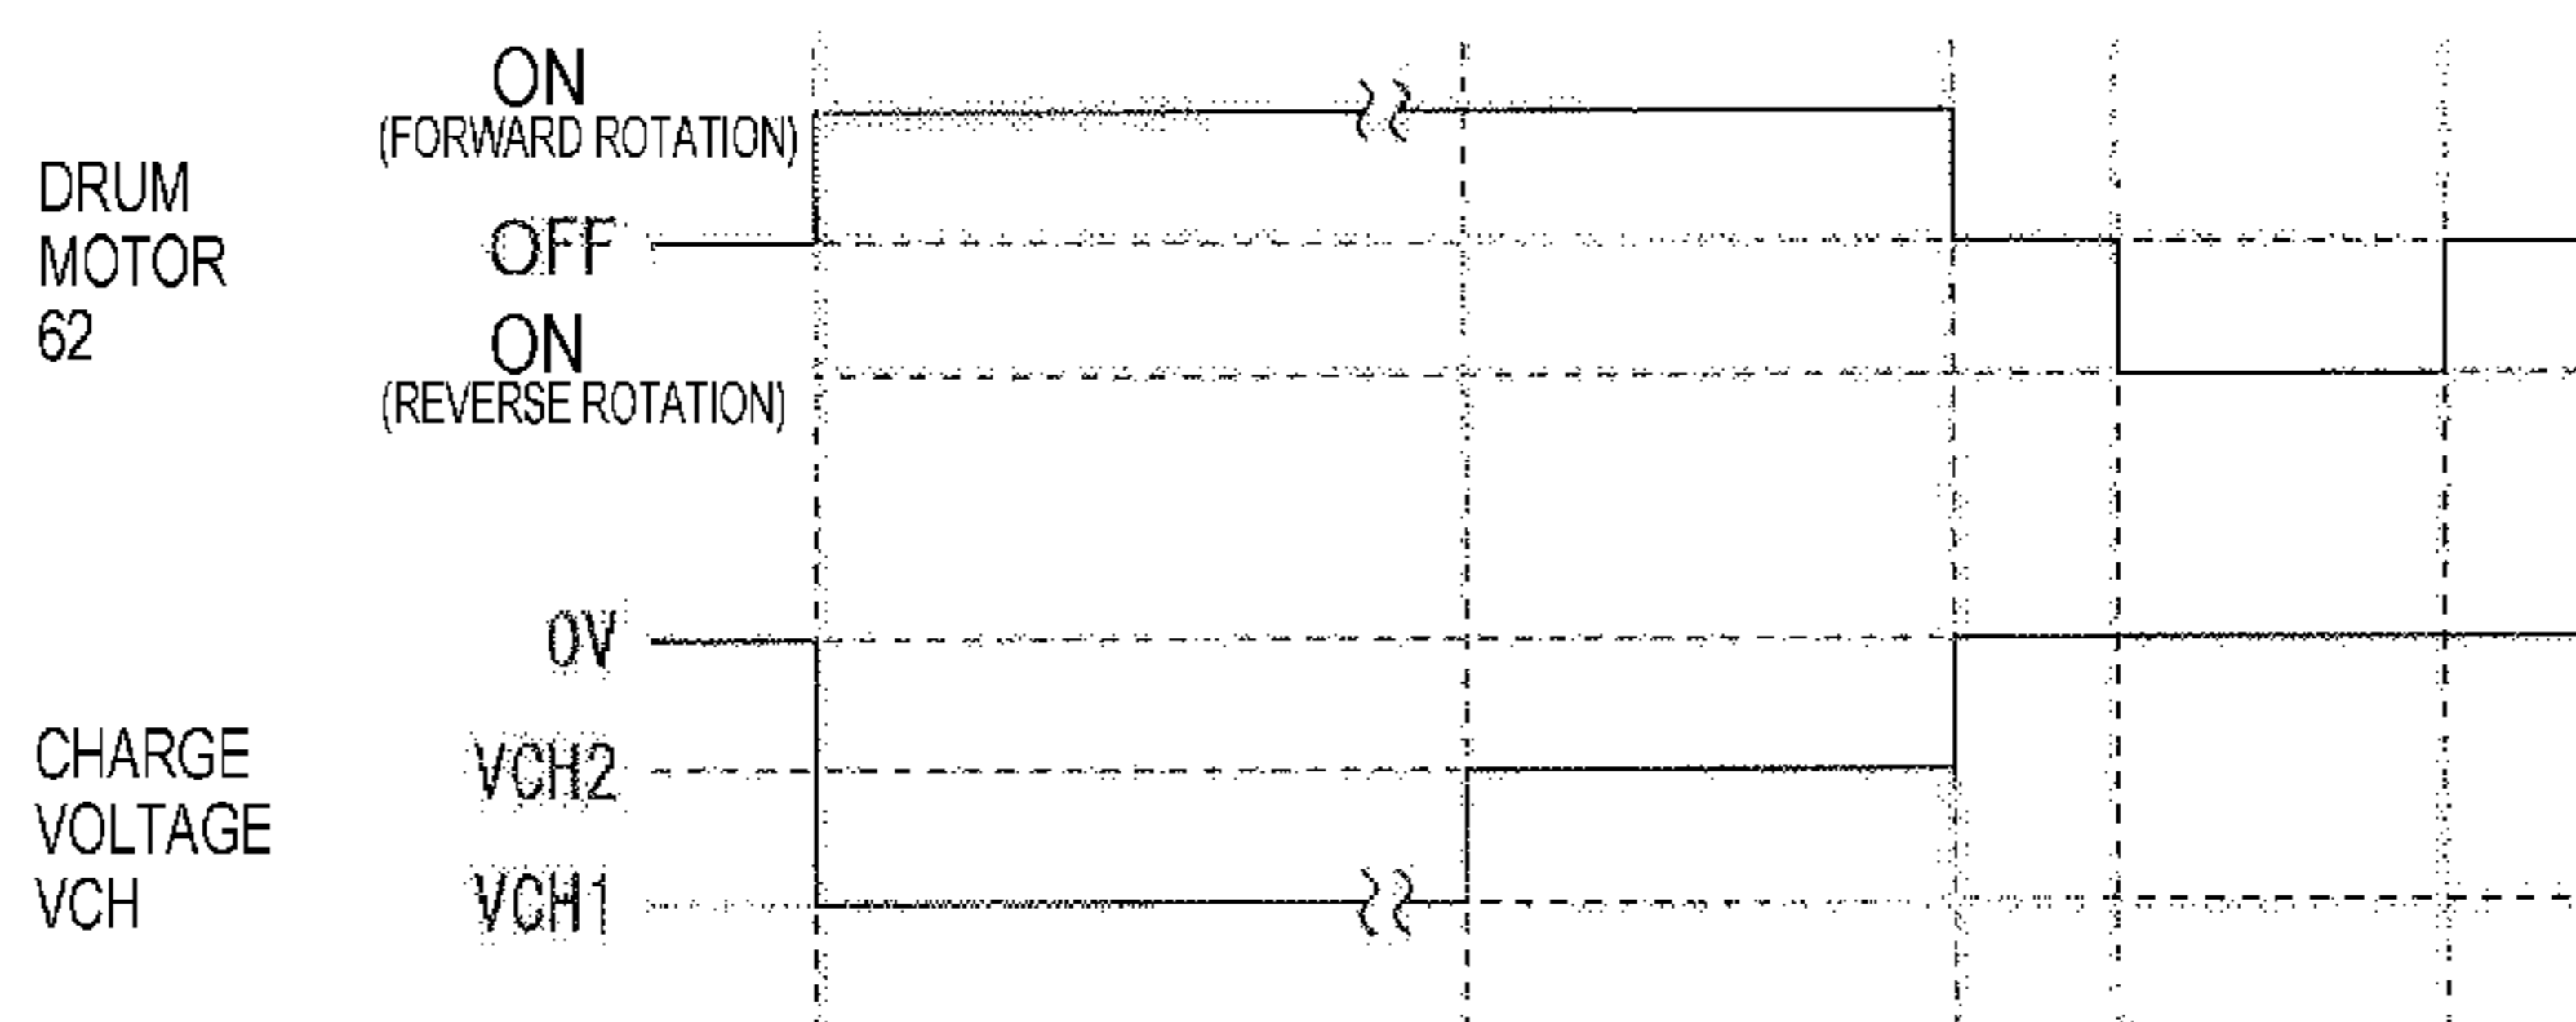 ON
(FORWARD ROTATION)
DRUM
MOTOR
62
OFF
ON
(REVERSE ROTATION)
0V
CHARGE
VOLTAGE
VCH
VCH2
VCH1